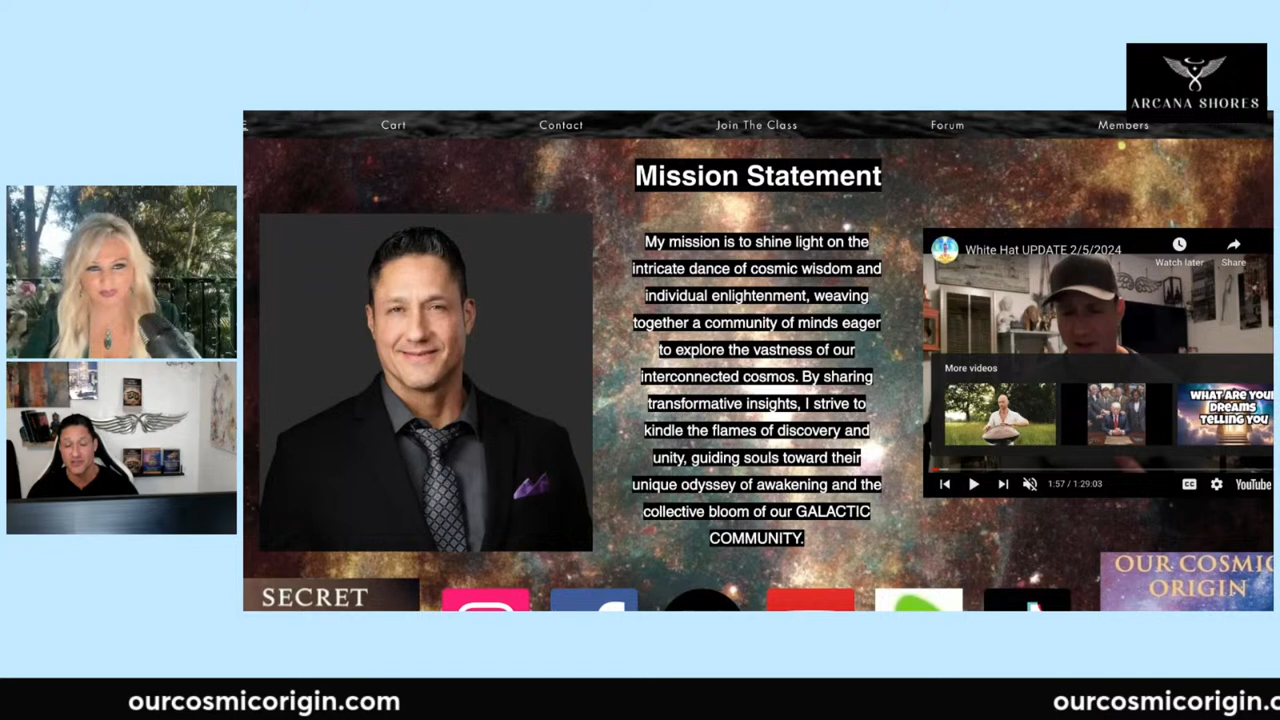 ARCANA SHORES
Cart
Contact
Join The Class
Forum
Members
Mission Statement
My mission is to shine light on the
intricate dance of cosmic wisdom and
individual enlightenment, weaving
together a community of minds eager
to explore the vastness of our
interconnected cosmos. By sharing
transformative insights, I strive to
kindle the flames of discovery and
unity, guiding souls toward their
unique odyssey of awakening and the
collective bloom of our GALACTIC
COMMUNITY.
White Hat UPDATE 2/5/2024
Watch later
Share
More videos
WHAT ARE YOUR
DREAMS
TELLING YOU
1:57 / 1:29:03
CC
YouTube
SECRET
OUR COSMIC
ORIGIN
ourcosmicorigin.com
ourcosmicorigin.c